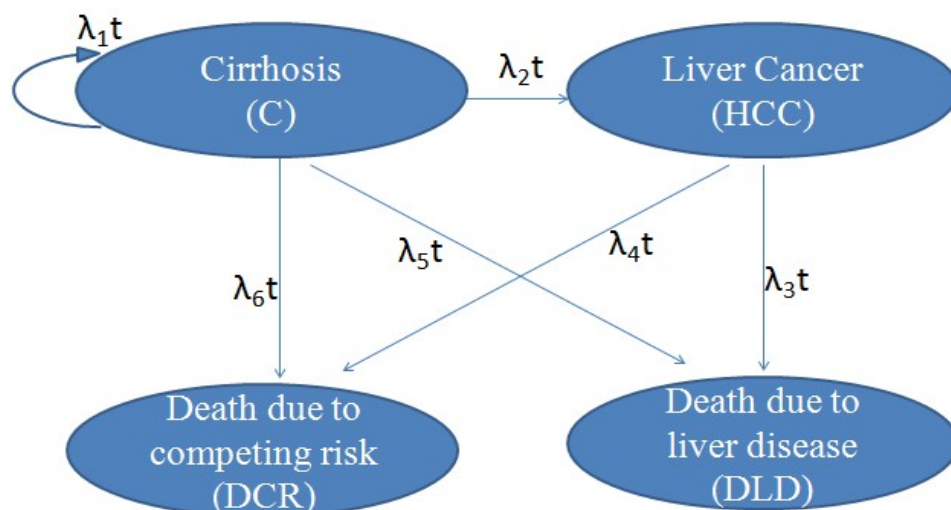 λ₁t
Cirrhosis
(C)
λ₂t
Liver Cancer
(HCC)
λ₆t
λ₅t
λ₄t
λ₃t
Death due to
competing risk
(DCR)
Death due to
liver disease
(DLD)